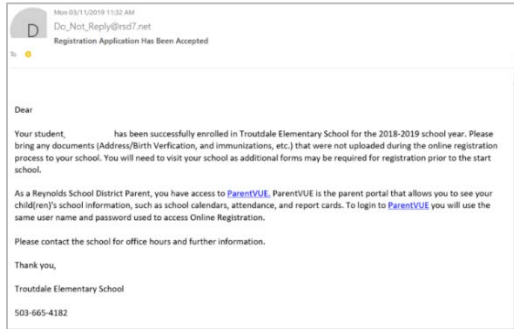 Mon 03/11/2019 11:32 AM
D
Do_Not_Reply@rsd7.net
Registration Application Has Been Accepted
To
Dear
Your student, has been successfully enrolled in Troutdale Elementary School for the 2018-2019 school year. Please
bring any documents (Address/Birth Verfication, and immunizations, etc.) that were not uploaded during the online registration
process to your school. You will need to visit your school as additional forms may be required for registration prior to the start
school.
As a Reynolds School District Parent, you have access to ParentVUE. ParentVUE is the parent portal that allows you to see your
child(ren)'s school information, such as school calendars, attendance, and report cards. To login to ParentVUE you will use the
same user name and password used to access Online Registration.
Please contact the school for office hours and further information.
Thank you,
Troutdale Elementary School
503-665-4182